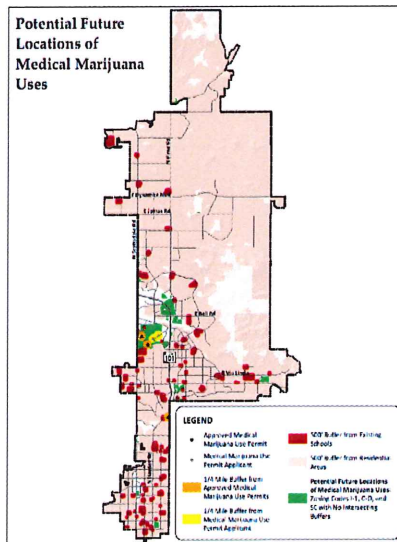 Potential Future
Locations of
Medical Marijuana
Uses
101
LEGEND
Approved Medical
Marijuana Use Permit
Medical Marijuana Use
Permit Applicant
1/4 Mile Buffer from
Approved Medical
Marijuana Use Permits
1/4 Mile Buffer from
Medical Marijuana Use
Permit Applicant
500' Buffer from Existing
Schools
500' Buffer from Residential
Areas
Potential Future Locations
of Medical Marijuana Uses
Zoning Codes I-1, C-O, and
SC with No Intersecting
Buffers